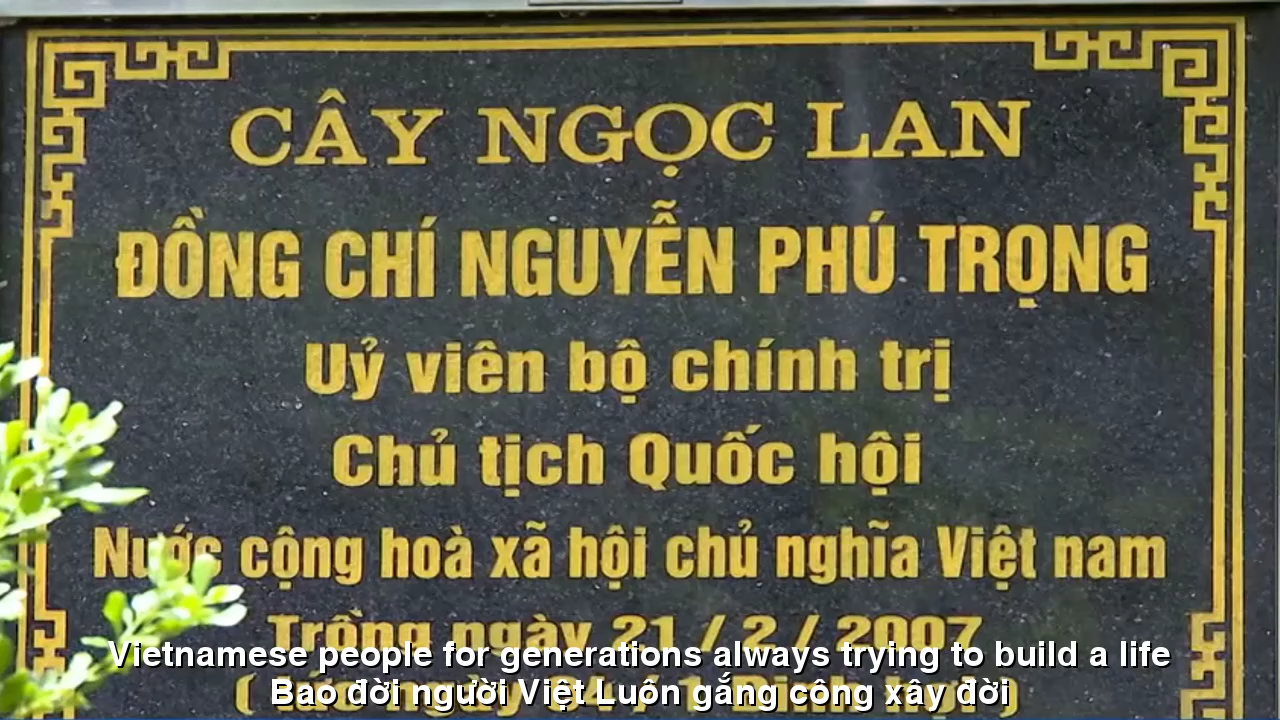 CÂY NGỌC LAN
ĐỒNG CHÍ NGUYỄN PHÚ TRỌNG
Uỷ viên bộ chính trị
Chủ tịch Quốc hội
Nước cộng hoà xã hội chủ nghĩa Việt nam
Trồng ngày 21 / 2 / 2007
Vietnamese people for generations always trying to build a life
Bao đời người Việt Luôn gắng công xây đời